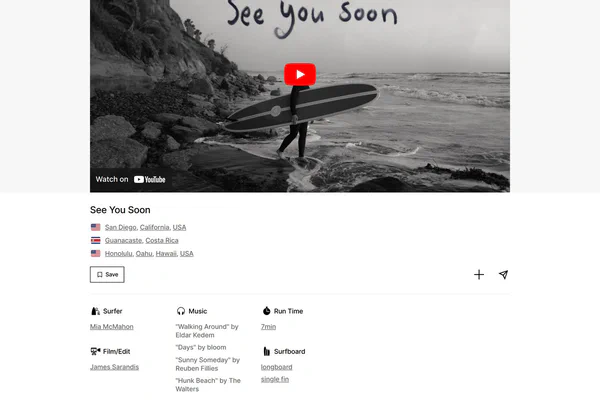 See You Soon
Watch on YouTube
See You Soon
San Diego, California, USA
Guanacaste, Costa Rica
Honolulu, Oahu, Hawaii, USA
Save
Surfer
Mia McMahon
Film/Edit
James Sarandis
Music
"Walking Around" by
Eldar Kedem
"Days" by bloom
"Sunny Someday" by
Reuben Fillies
"Hunk Beach" by The
Walters
Run Time
7min
Surfboard
longboard
single fin